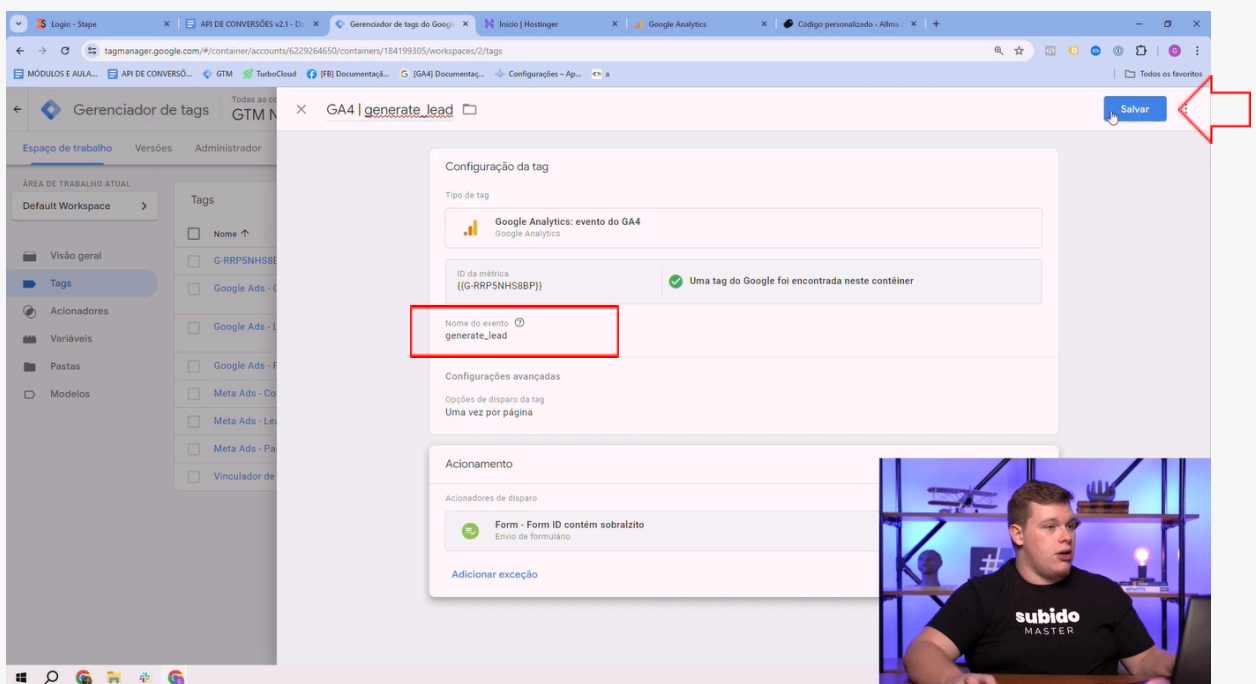 Login - Stape
API DE CONVERSÕES v2.1 - Do
Gerenciador de tags do Googl
Início | Hostinger
Google Analytics
Código personalizado ‹ Allma
tagmanager.google.com/#/container/accounts/6229264650/containers/184199305/workspaces/2/tags
MÓDULOS E AULA...
API DE CONVERSÕ...
GTM
TurboCloud
[FB] Documentaçã...
[GA4] Documentaç...
Configurações – Ap...
a
Todos os favoritos
Gerenciador de tags
Todas as co
GTM N
GA4 | generate_lead
Salvar
Espaço de trabalho
Versões
Administrador
ÁREA DE TRABALHO ATUAL
Default Workspace
Visão geral
Tags
Acionadores
Variáveis
Pastas
Modelos
Tags
Nome
G-RRP5NHS8B
Google Ads - C
Google Ads - L
Google Ads - P
Meta Ads - Co
Meta Ads - Lea
Meta Ads - Pa
Vinculador de
Configuração da tag
Tipo de tag
Google Analytics: evento do GA4
Google Analytics
ID da métrica
{{G-RRP5NHS8BP}}
Uma tag do Google foi encontrada neste contêiner
Nome do evento
generate_lead
Configurações avançadas
Opções de disparo da tag
Uma vez por página
Acionamento
Acionadores de disparo
Form - Form ID contém sobralzito
Envio de formulário
Adicionar exceção
subido
MASTER